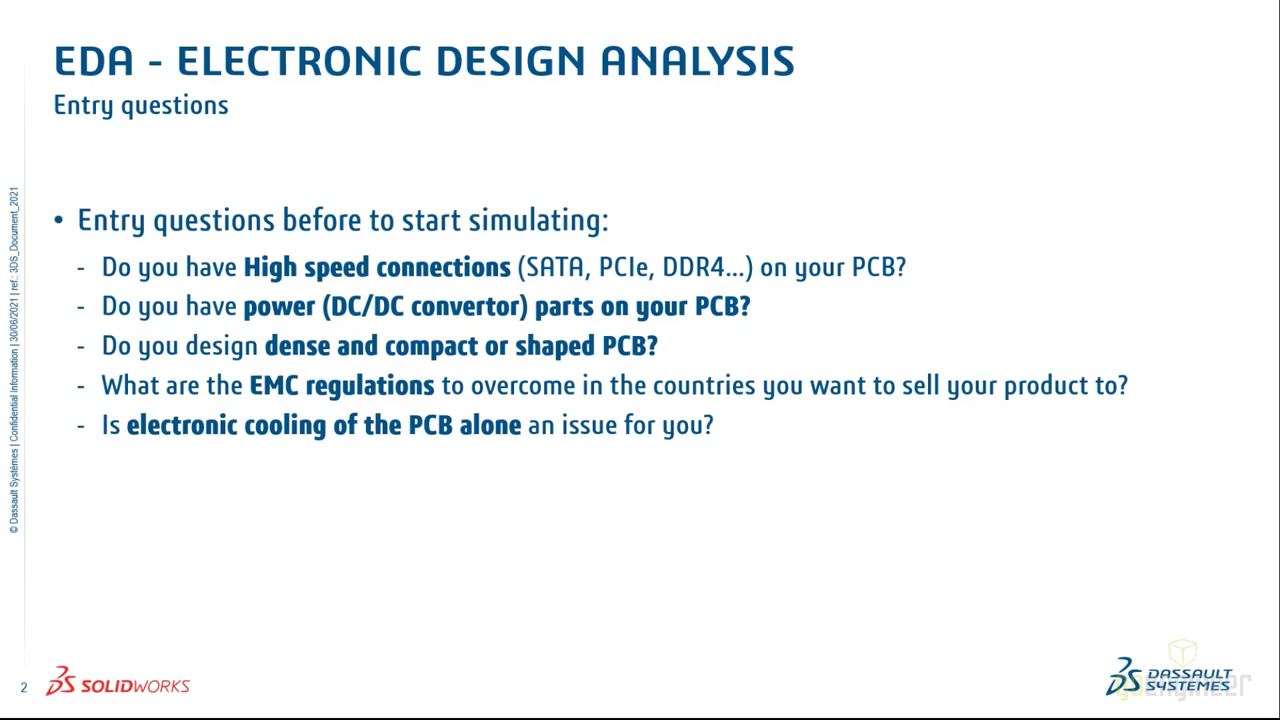 EDA - ELECTRONIC DESIGN ANALYSIS
Entry questions
• Entry questions before to start simulating:
- Do you have High speed connections (SATA, PCIe, DDR4...) on your PCB?
- Do you have power (DC/DC convertor) parts on your PCB?
- Do you design dense and compact or shaped PCB?
- What are the EMC regulations to overcome in the countries you want to sell your product to?
- Is electronic cooling of the PCB alone an issue for you?
© Dassault Systèmes | Confidential Information | 30/06/2021 | ref.: 3DS_Document_2021
2
SOLIDWORKS
DASSAULT
SYSTEMES
goengineer